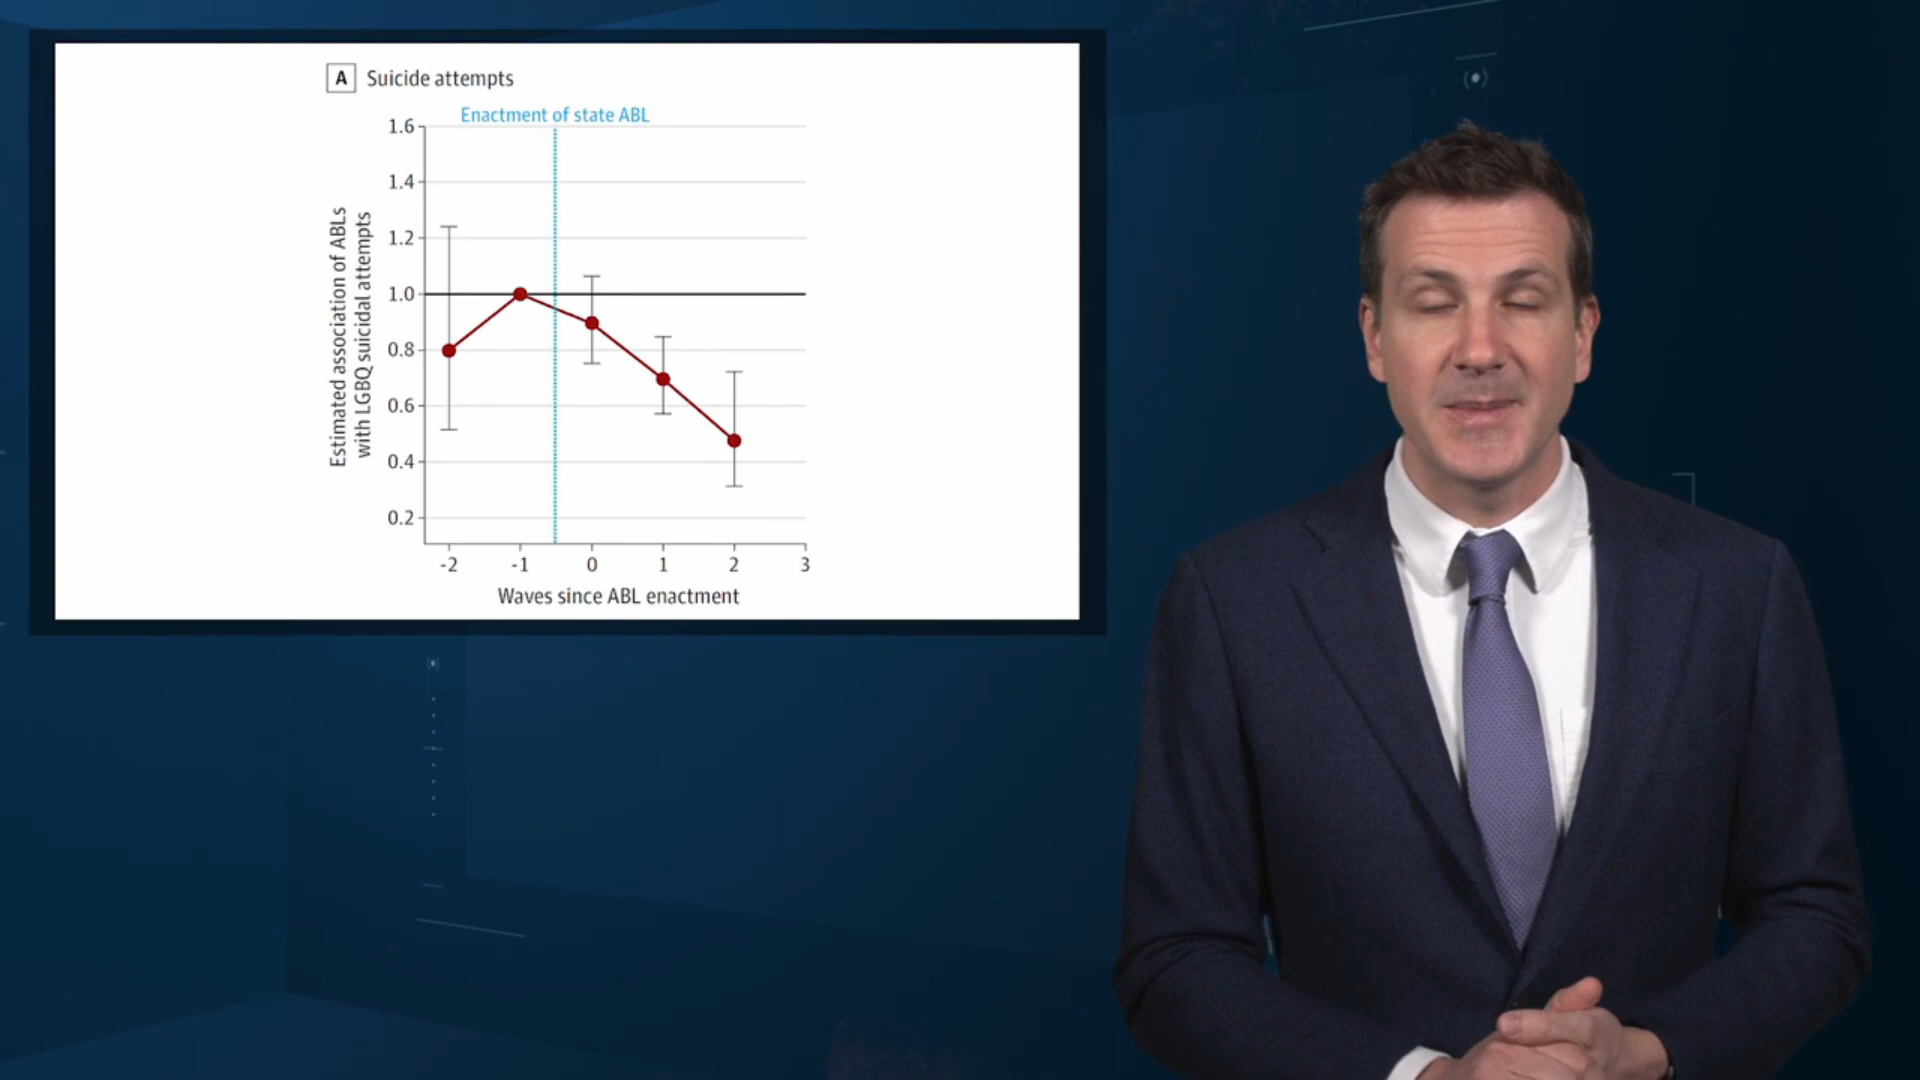 A Suicide attempts
Enactment of state ABL
1.6
1.4
1.2
1.0
0.8
0.6
0.4
0.2
Estimated association of ABLs
with LGBQ suicidal attempts
-2 -1 0 1 2 3
Waves since ABL enactment